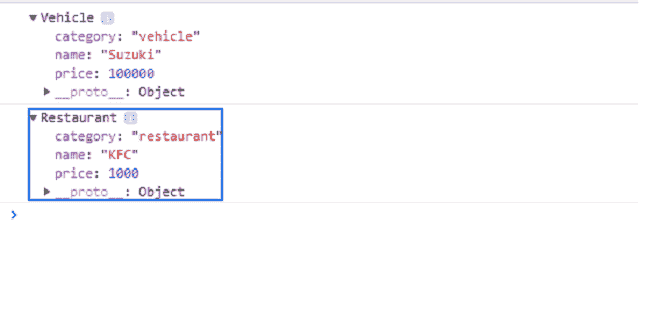 ▼Vehicle
category: "vehicle"
name: "Suzuki"
price: 100000
▶__proto__: Object
▼Restaurant
category: "restaurant"
name: "KFC"
price: 1000
▶__proto__: Object
>